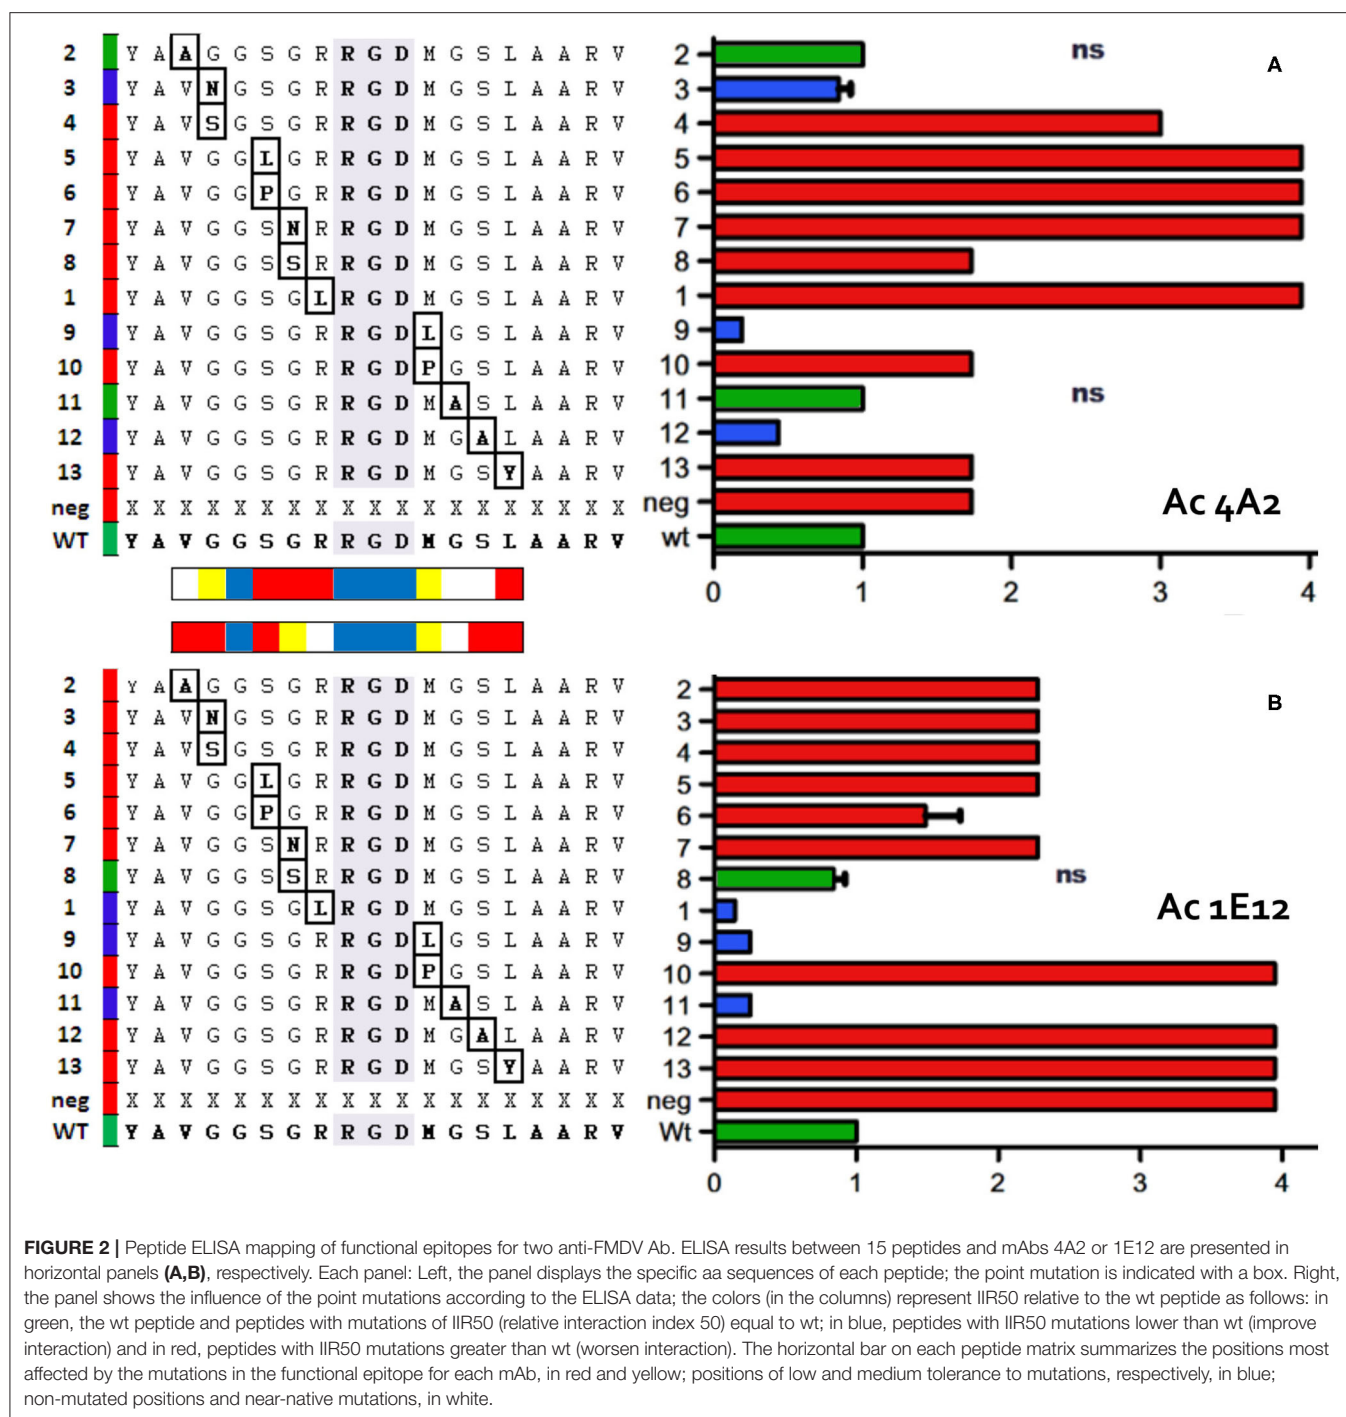 2 Y A A G G S G R R G D M G S L A A R V
3 Y A V N G S G R R G D M G S L A A R V
4 Y A V S G S G R R G D M G S L A A R V
5 Y A V G G L G R R G D M G S L A A R V
6 Y A V G G P G R R G D M G S L A A R V
7 Y A V G G S N R R G D M G S L A A R V
8 Y A V G G S S R R G D M G S L A A R V
1 Y A V G G S G L R G D M G S L A A R V
9 Y A V G G S G R R G D L G S L A A R V
10 Y A V G G S G R R G D P G S L A A R V
11 Y A V G G S G R R G D M A S L A A R V
12 Y A V G G S G R R G D M G A L A A R V
13 Y A V G G S G R R G D M G S Y A A R V
neg X X X X X X X X X X X X X X X X X X X
WT Y A V G G S G R R G D M G S L A A R V
A
2 ns
3
4
5
6
7
8
1
9
10
11 ns
12
13
neg
wt
Ac 4A2
0 1 2 3 4
2 Y A A G G S G R R G D M G S L A A R V
3 Y A V N G S G R R G D M G S L A A R V
4 Y A V S G S G R R G D M G S L A A R V
5 Y A V G G L G R R G D M G S L A A R V
6 Y A V G G P G R R G D M G S L A A R V
7 Y A V G G S N R R G D M G S L A A R V
8 Y A V G G S S R R G D M G S L A A R V
1 Y A V G G S G L R G D M G S L A A R V
9 Y A V G G S G R R G D L G S L A A R V
10 Y A V G G S G R R G D P G S L A A R V
11 Y A V G G S G R R G D M A S L A A R V
12 Y A V G G S G R R G D M G A L A A R V
13 Y A V G G S G R R G D M G S Y A A R V
neg X X X X X X X X X X X X X X X X X X X
WT Y A V G G S G R R G D M G S L A A R V
B
2
3
4
5
6
7
8 ns
1
9
10
11
12
13
neg
Wt
Ac 1E12
0 1 2 3 4
FIGURE 2 | Peptide ELISA mapping of functional epitopes for two anti-FMDV Ab. ELISA results between 15 peptides and mAbs 4A2 or 1E12 are presented in
horizontal panels (A,B), respectively. Each panel: Left, the panel displays the specific aa sequences of each peptide; the point mutation is indicated with a box. Right,
the panel shows the influence of the point mutations according to the ELISA data; the colors (in the columns) represent IIR50 relative to the wt peptide as follows: in
green, the wt peptide and peptides with mutations of IIR50 (relative interaction index 50) equal to wt; in blue, peptides with IIR50 mutations lower than wt (improve
interaction) and in red, peptides with IIR50 mutations greater than wt (worsen interaction). The horizontal bar on each peptide matrix summarizes the positions most
affected by the mutations in the functional epitope for each mAb, in red and yellow; positions of low and medium tolerance to mutations, respectively, in blue;
non-mutated positions and near-native mutations, in white.